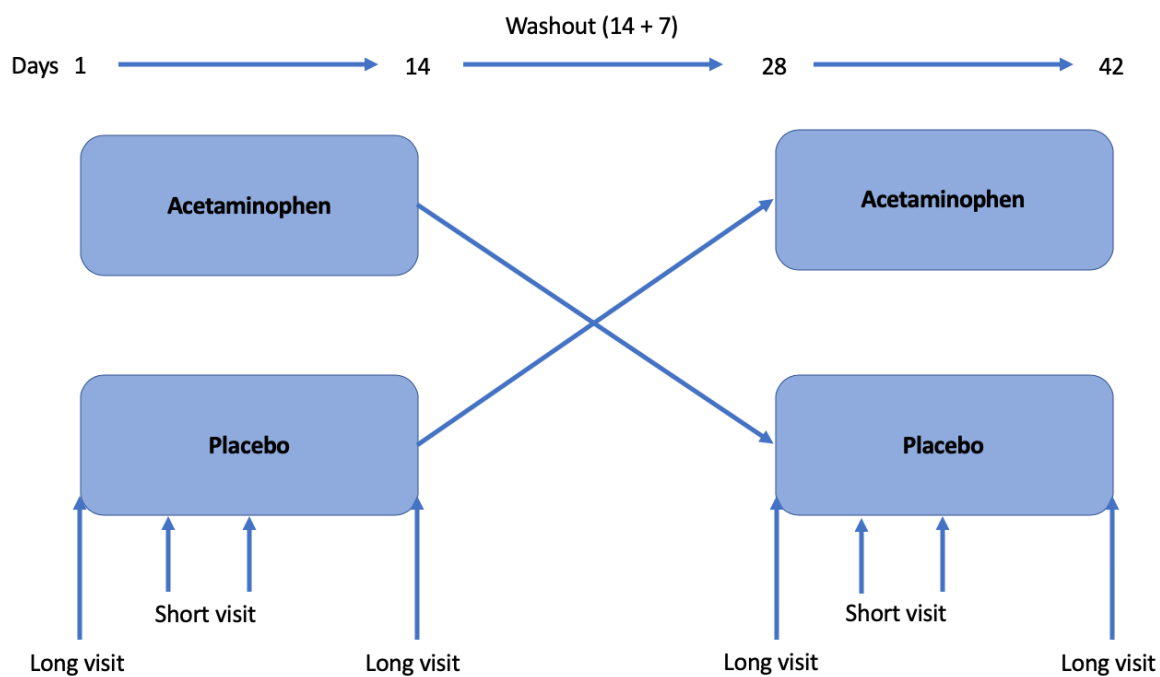 Washout (14 + 7)
Days 1 14 28 42
Acetaminophen Acetaminophen
Placebo Placebo
Short visit Short visit
Long visit Long visit Long visit Long visit